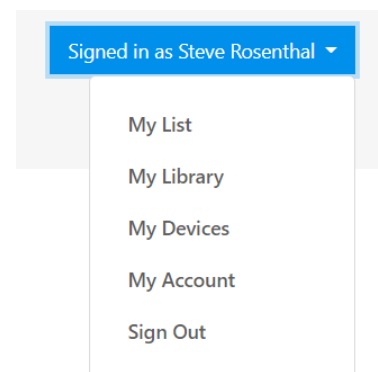 Signed in as Steve Rosenthal
My List
My Library
My Devices
My Account
Sign Out